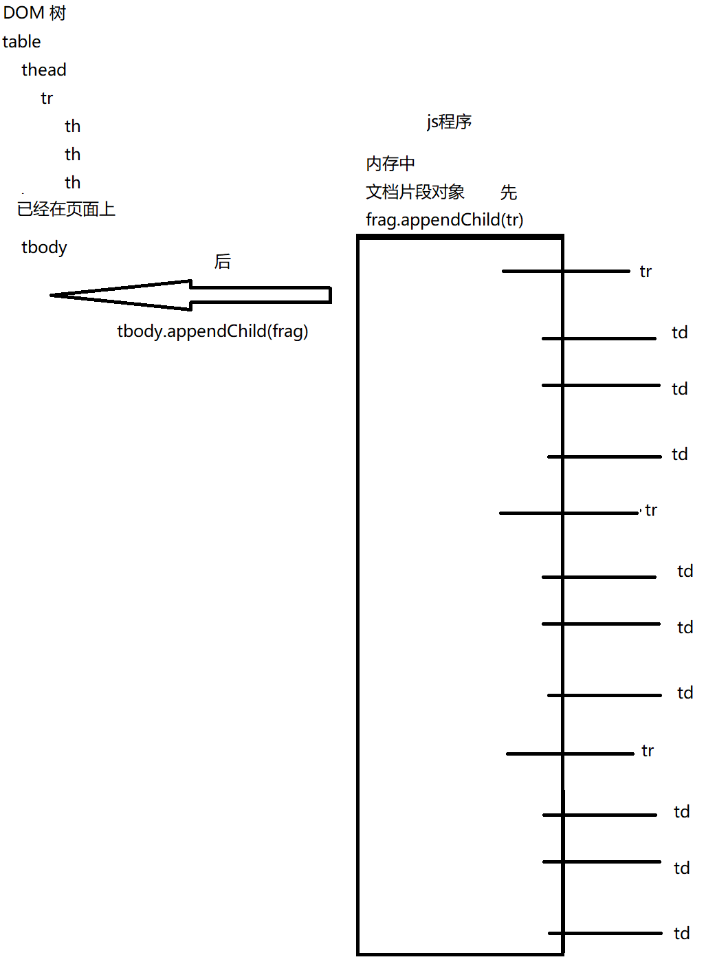 DOM 树
table
thead
tr
th
th
th
已经在页面上
tbody
后
tbody.appendChild(frag)
js程序
内存中
文档片段对象 先
frag.appendChild(tr)
tr
td
td
td
tr
td
td
td
tr
td
td
td